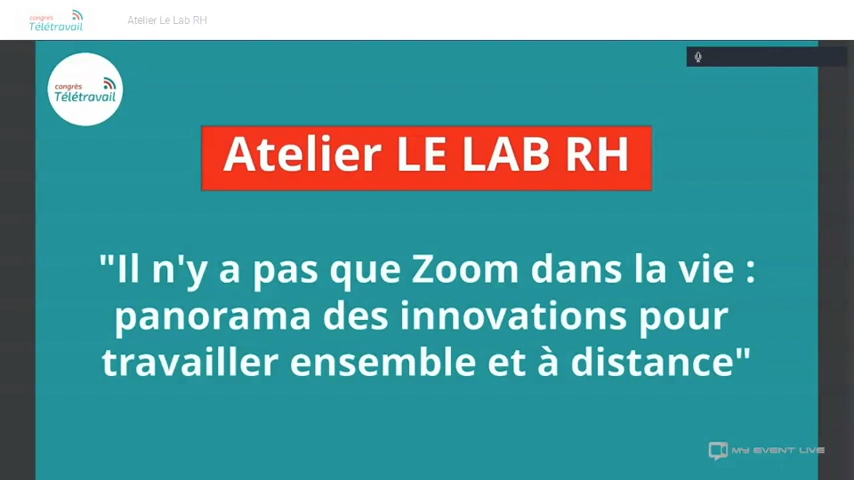 congrès
Télétravail
Atelier Le Lab RH
congrès
Télétravail
Atelier LE LAB RH
"Il n'y a pas que Zoom dans la vie :
panorama des innovations pour
travailler ensemble et à distance"
MY EVENT LIVE